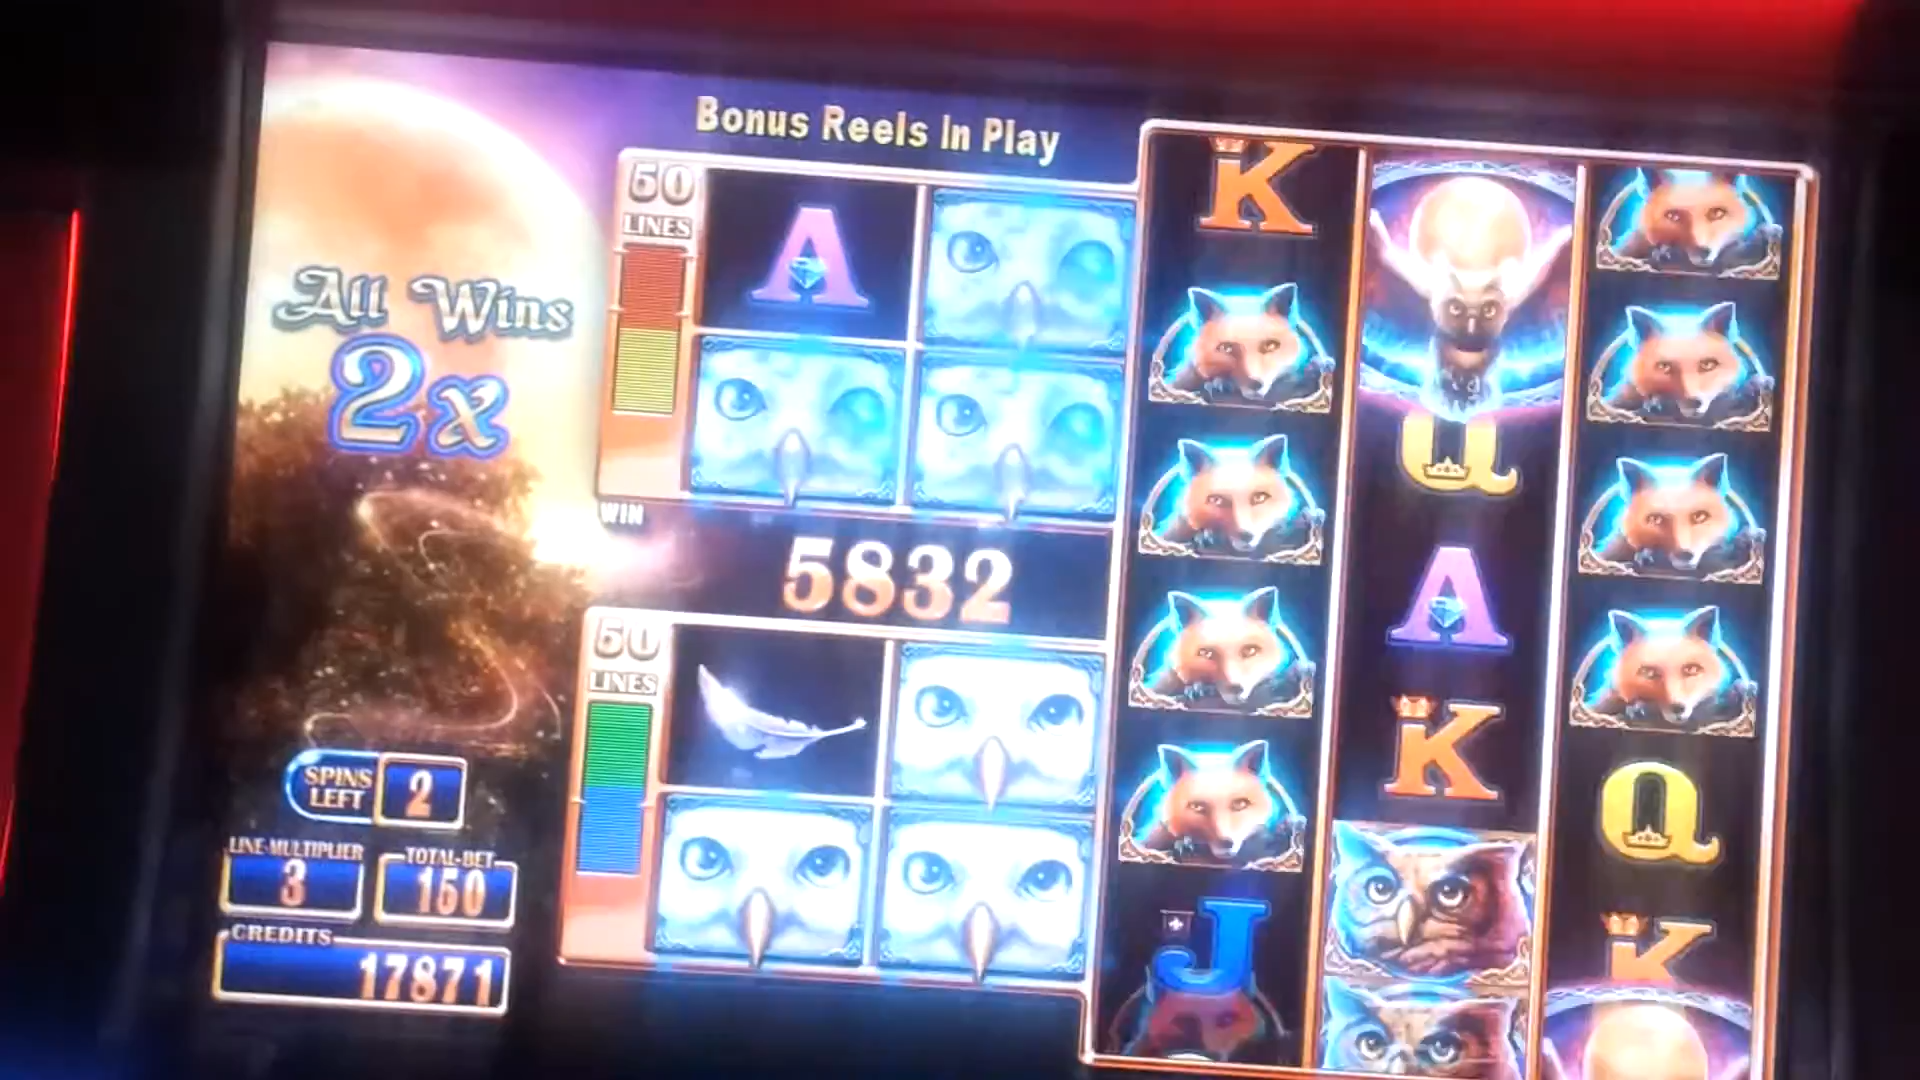 Bonus Reels In Play
50
LINES
All Wins
2x
WIN
5832
50
LINES
SPINS
LEFT
2
LINE-MULTIPLIER
3
TOTAL-BET
150
CREDITS
17871
A
K
J
Q
A
K
Q
K